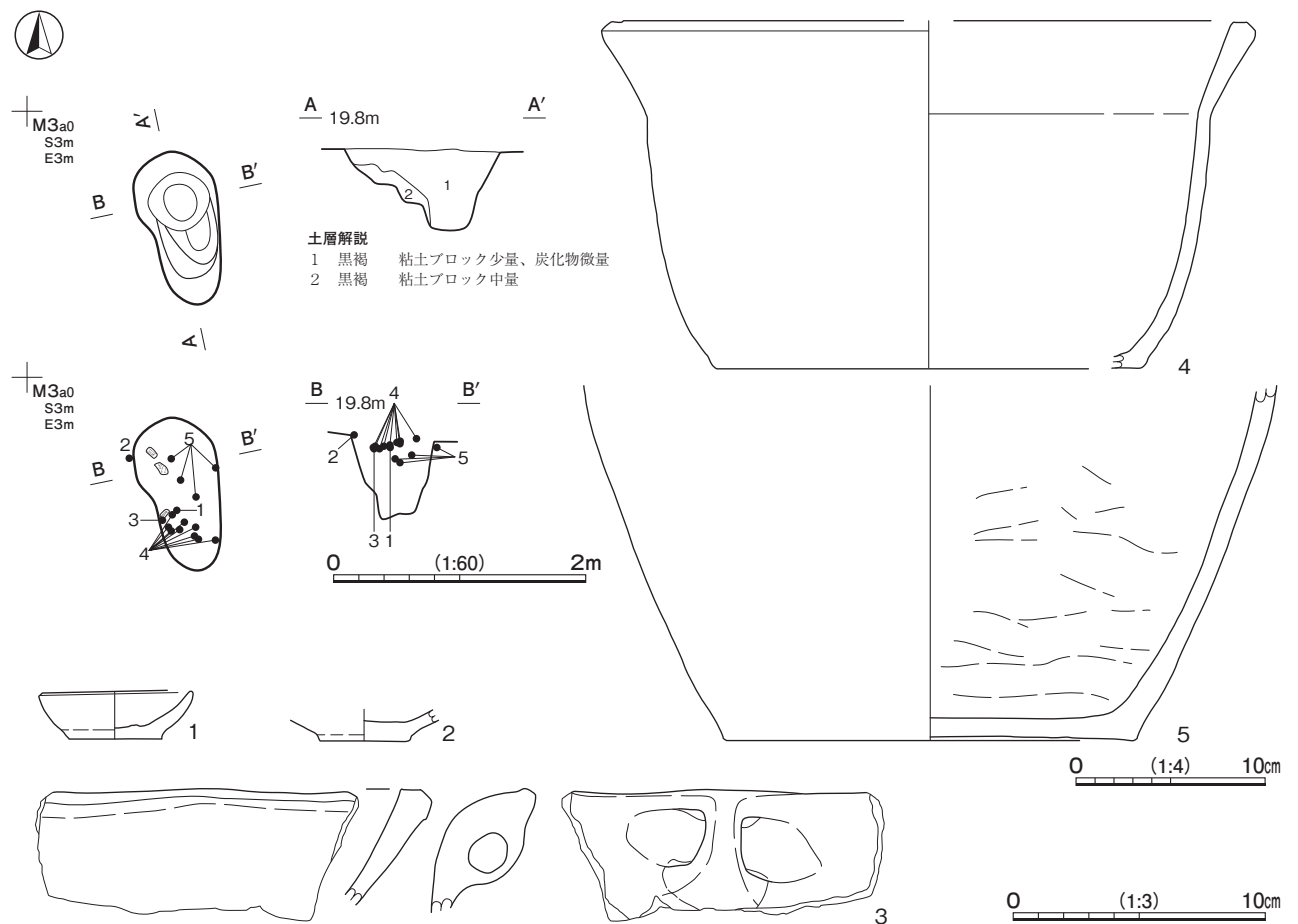 M3a0
S3m
E3m
A'
B
B'
A
A 19.8m A'
1
2
土層解説
1 黒褐 粘土ブロック少量、炭化物微量
2 黒褐 粘土ブロック中量
M3a0
S3m
E3m
2
5
B
B'
3
1
4
B 19.8m B'
4
2
5
3 1
0 (1:60) 2m
4
5
0 (1:4) 10cm
1
2
3
0 (1:3) 10cm